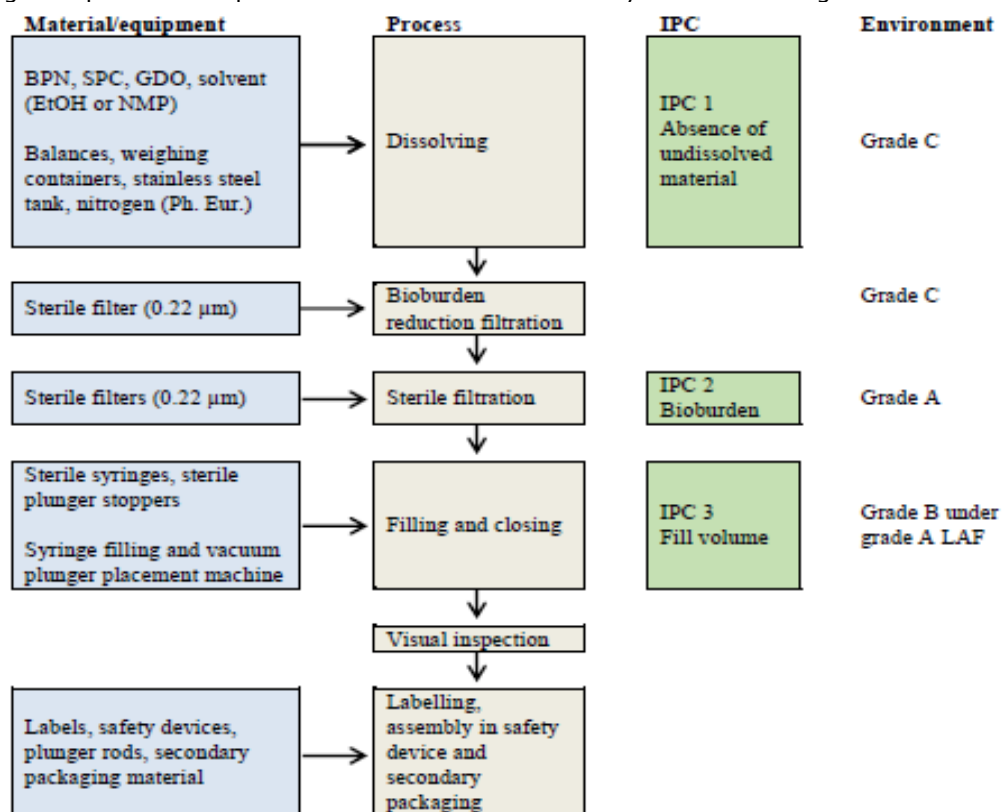 Material/equipment Process IPC Environment
BPN, SPC, GDO, solvent
(EtOH or NMP)
Balances, weighing
containers, stainless steel
tank, nitrogen (Ph. Eur.)
Dissolving
IPC 1
Absence of
undissolved
material
Grade C
Sterile filter (0.22 µm)
Bioburden
reduction filtration
Grade C
Sterile filters (0.22 µm)
Sterile filtration
IPC 2
Bioburden
Grade A
Sterile syringes, sterile
plunger stoppers
Syringe filling and vacuum
plunger placement machine
Filling and closing
IPC 3
Fill volume
Grade B under
grade A LAF
Visual inspection
Labels, safety devices,
plunger rods, secondary
packaging material
Labelling,
assembly in safety
device and
secondary
packaging